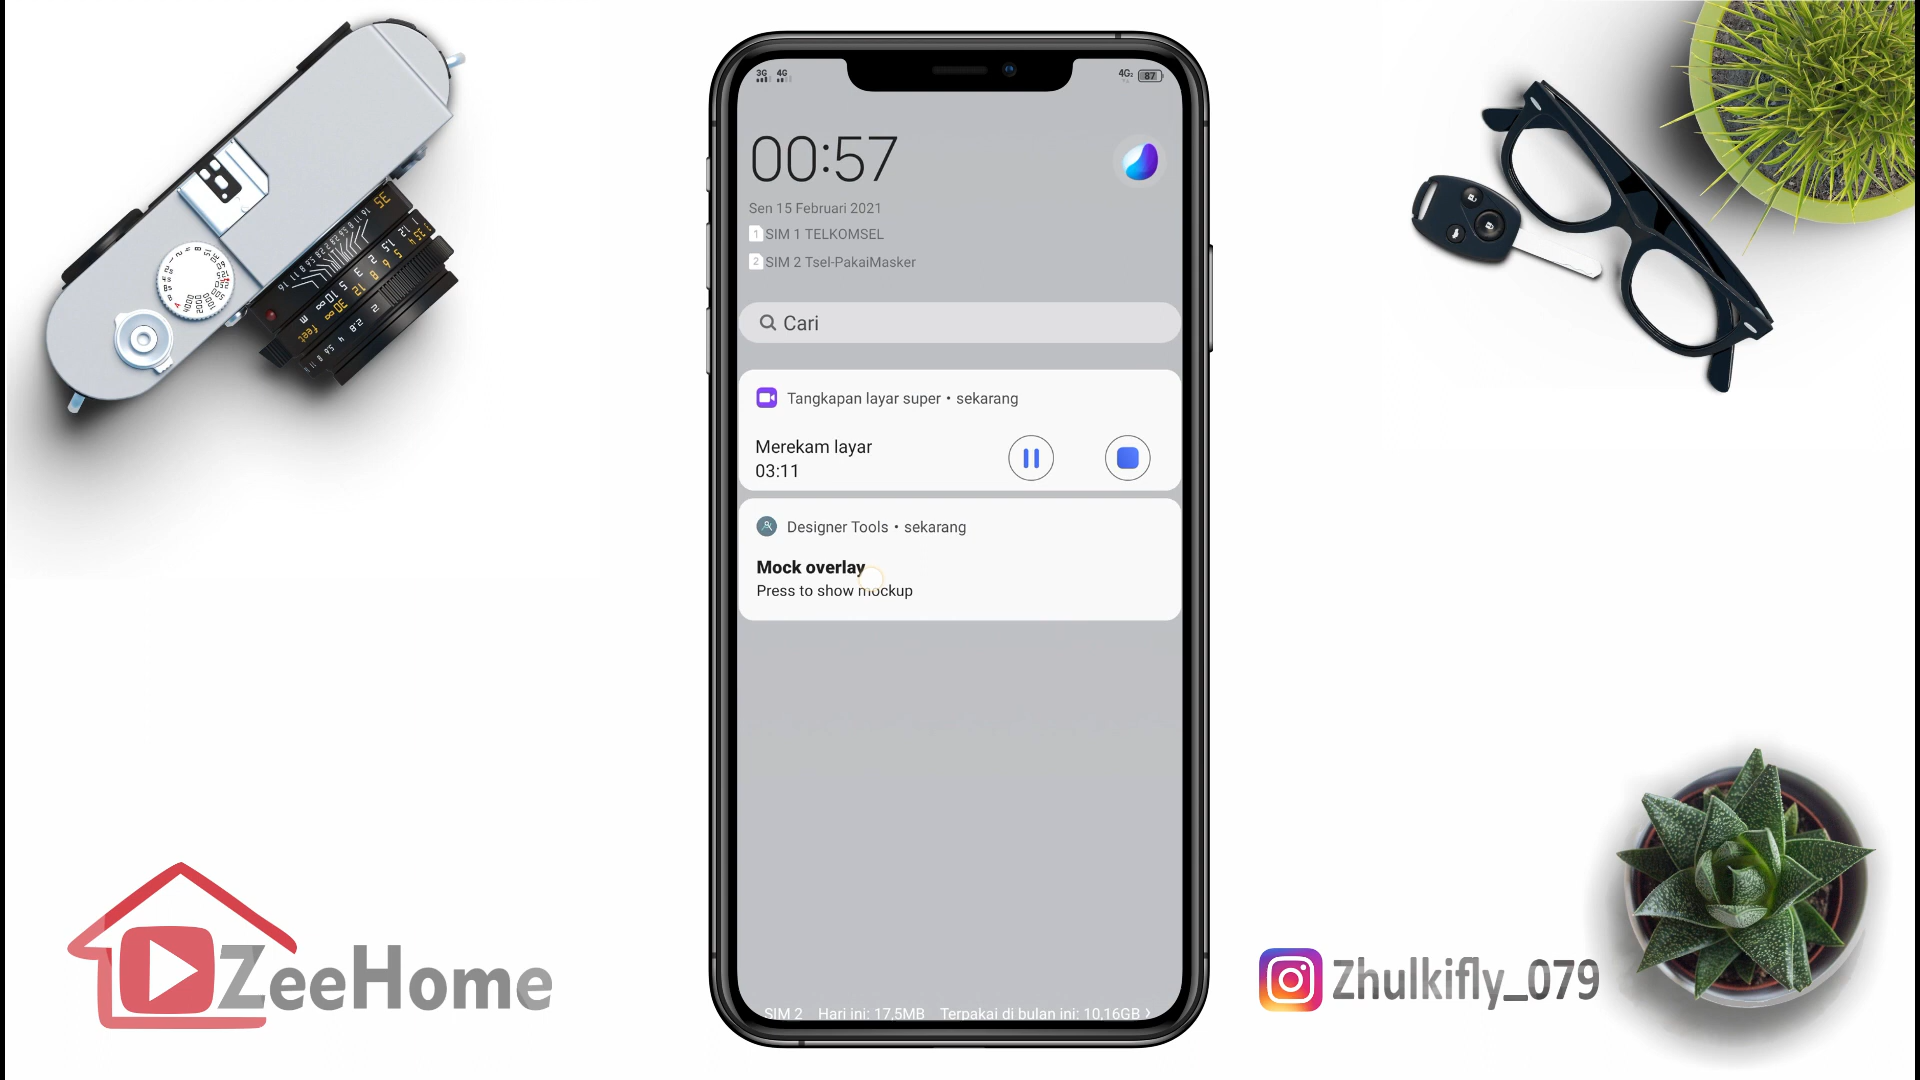 3G 4G
4G2 87
00:57
Sen 15 Februari 2021
1 SIM 1 TELKOMSEL
2 SIM 2 Tsel-PakaiMasker
Cari
Tangkapan layar super • sekarang
Merekam layar
03:11
Designer Tools • sekarang
Mock overlay
Press to show mockup
SIM 2 Hari ini: 17,5MB Terpakai di bulan ini: 10,16GB ›
ZeeHome
Zhulkifly_079